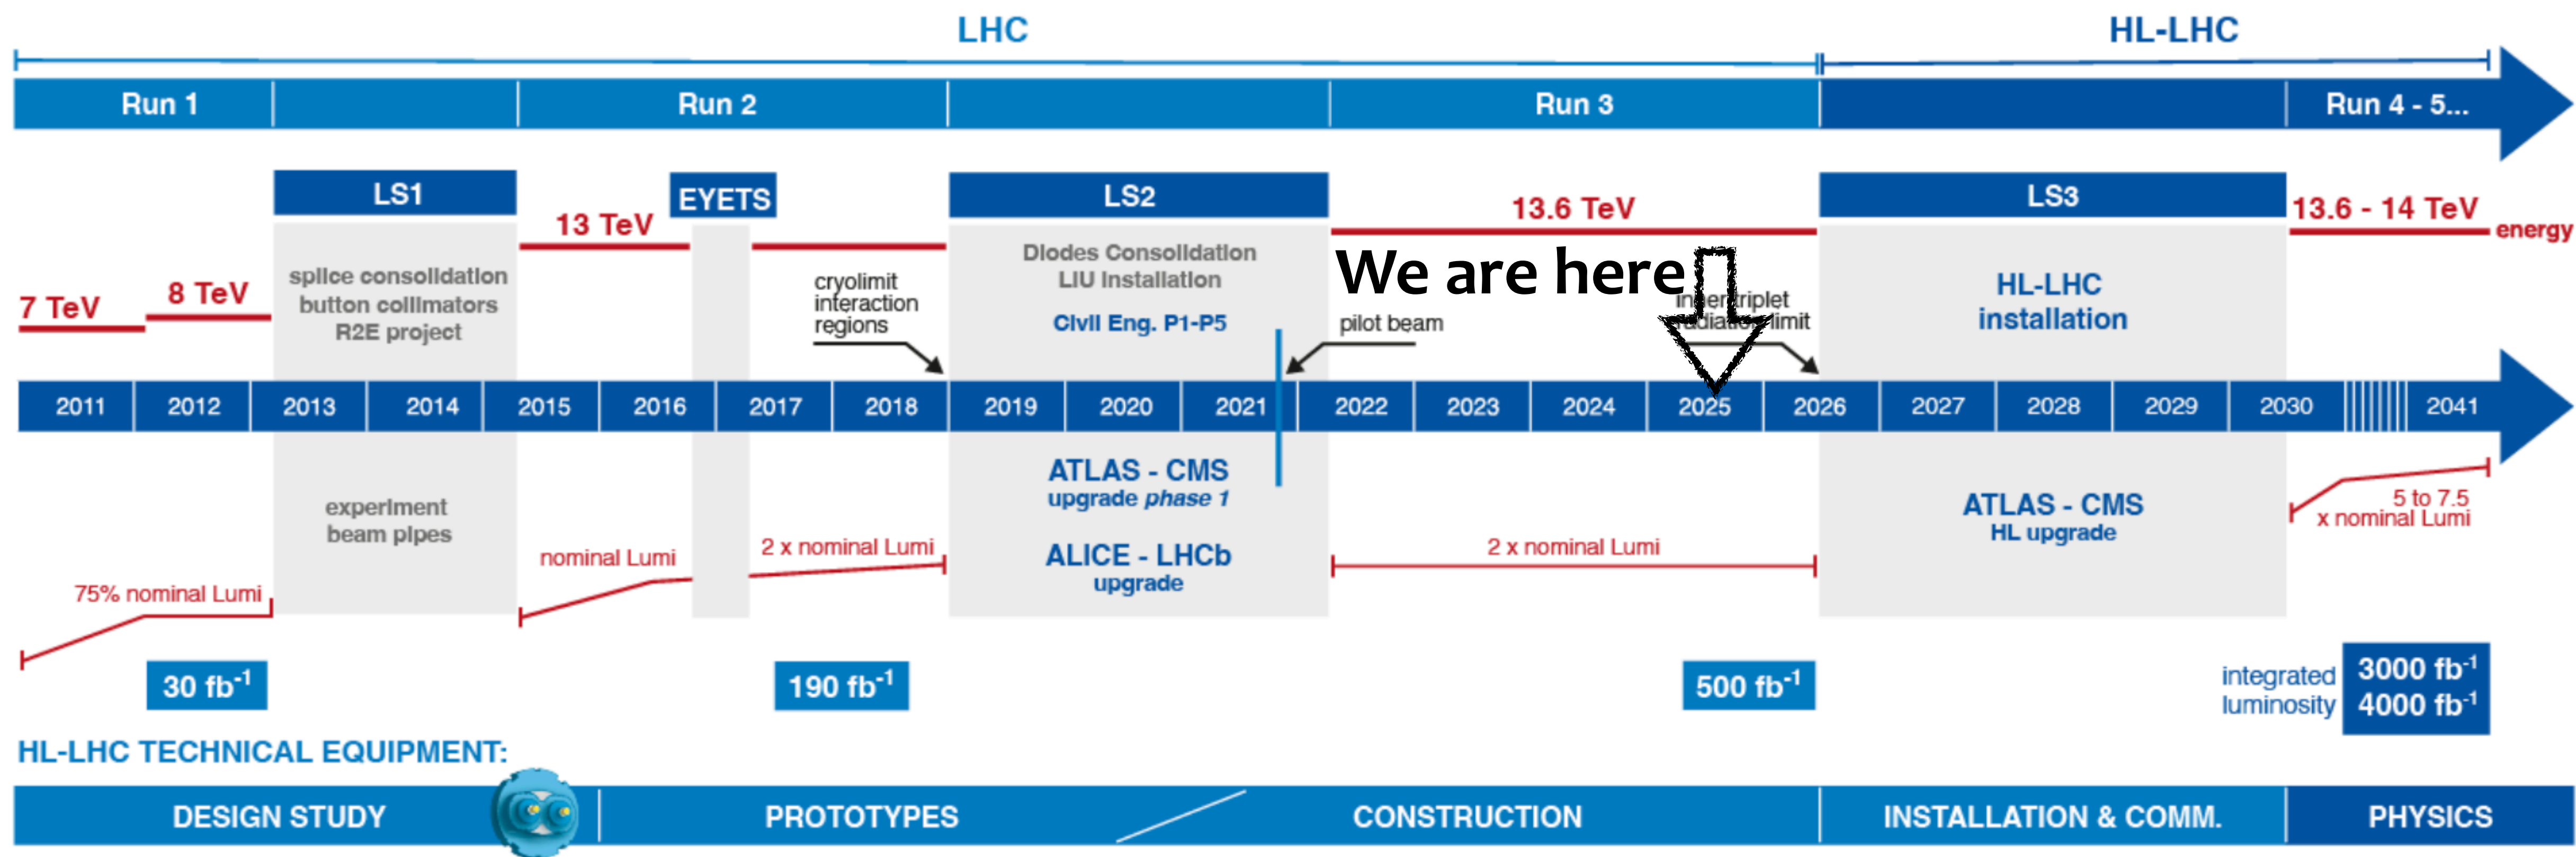 LHC
HL-LHC
Run 1
Run 2
Run 3
Run 4 - 5...
LS1
EYETS
LS2
LS3
13 TeV
13.6 TeV
13.6 - 14 TeV
energy
7 TeV
8 TeV
splice consolidation
button collimators
R2E project
cryolimit
interaction
regions
Diodes Consolidation
LIU Installation
Civil Eng. P1-P5
We are here
pilot beam
inner triplet
radiation limit
HL-LHC
installation
2011
2012
2013
2014
2015
2016
2017
2018
2019
2020
2021
2022
2023
2024
2025
2026
2027
2028
2029
2030
2041
experiment
beam pipes
ATLAS - CMS
upgrade phase 1
ALICE - LHCb
upgrade
ATLAS - CMS
HL upgrade
5 to 7.5
x nominal Lumi
75% nominal Lumi
nominal Lumi
2 x nominal Lumi
2 x nominal Lumi
30 fb⁻¹
190 fb⁻¹
500 fb⁻¹
integrated
luminosity
3000 fb⁻¹
4000 fb⁻¹
HL-LHC TECHNICAL EQUIPMENT:
DESIGN STUDY
PROTOTYPES
CONSTRUCTION
INSTALLATION & COMM.
PHYSICS